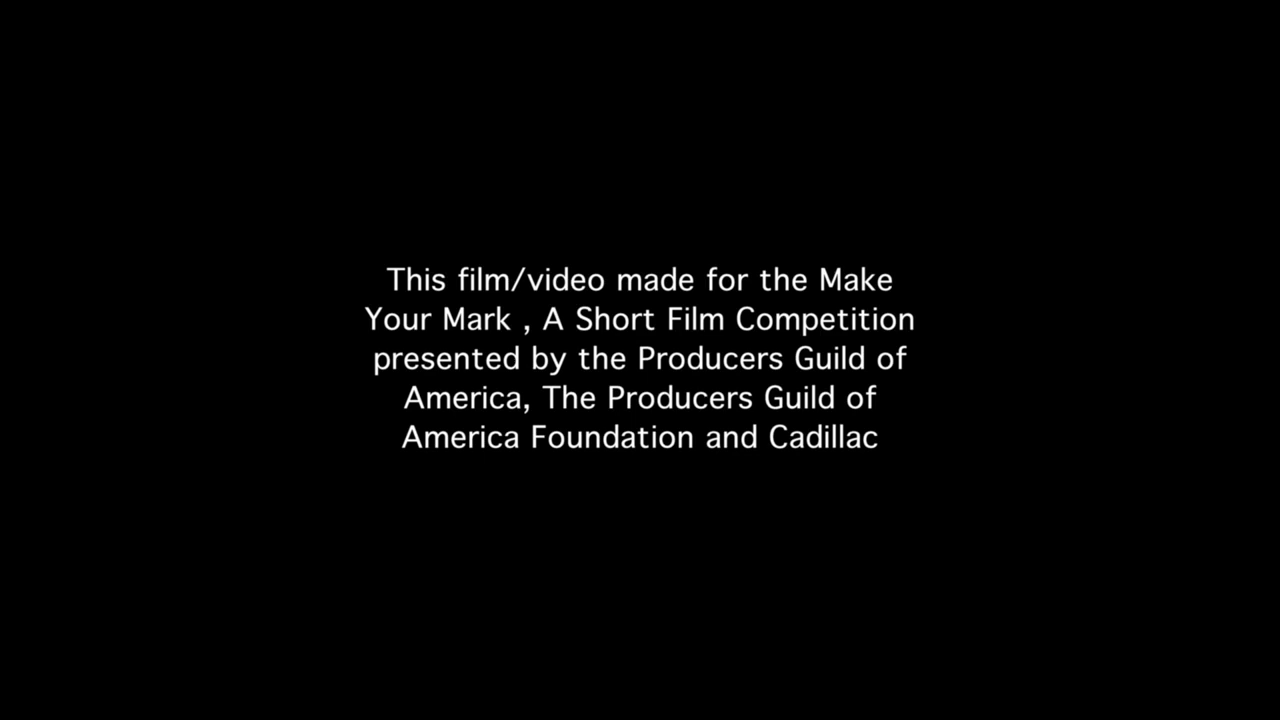 This film/video made for the Make
Your Mark , A Short Film Competition
presented by the Producers Guild of
America, The Producers Guild of
America Foundation and Cadillac